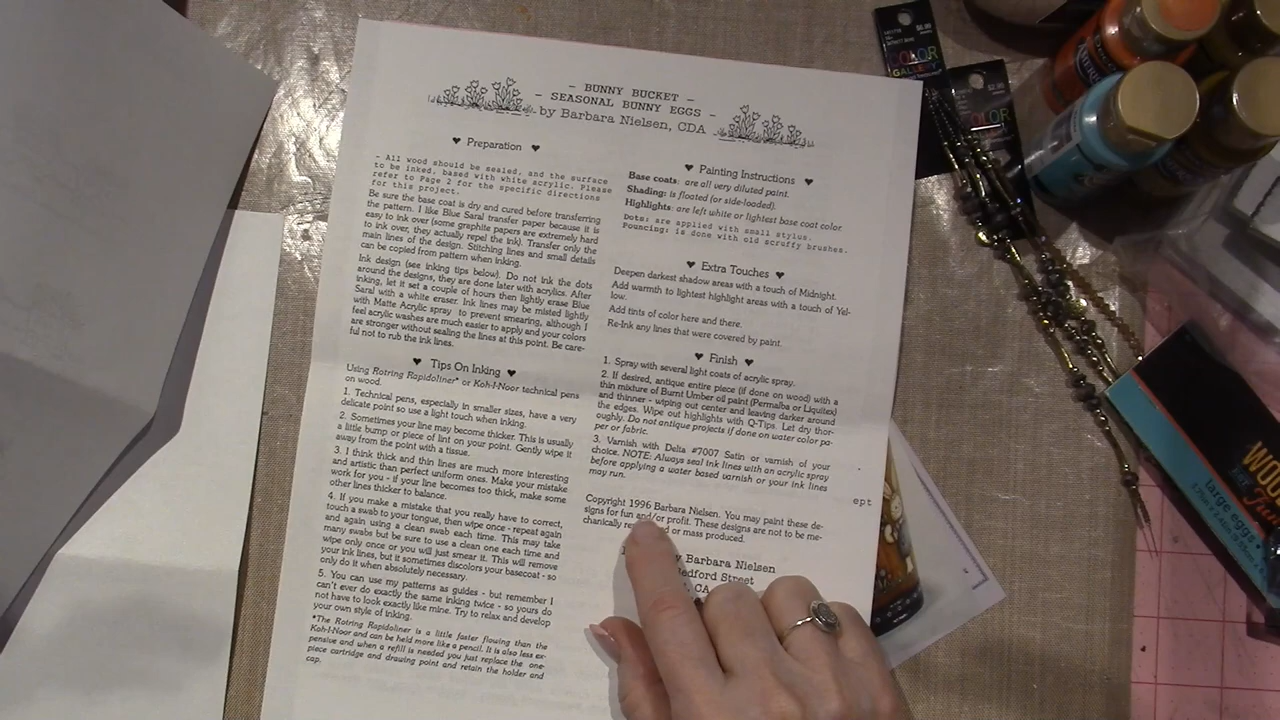 - BUNNY BUCKET -
- SEASONAL BUNNY EGGS -
by Barbara Nielsen, CDA
♥ Preparation ♥
- All wood should be sealed, and the surface
to be inked, based with white acrylic. Please
refer to Page 2 for the specific directions
for this project.
Be sure the base coat is dry and cured before transferring
the pattern. I like Blue Saral transfer paper because it is
easy to ink over (some graphite papers are extremely hard
to ink over, they actually repel the ink). Transfer only the
main lines of the design. Stitching lines and small details
can be copied from pattern when inking.
Ink design (see inking tips below). Do not ink the dots
around the designs, they are done later with acrylics. After
inking, let it set a couple of hours then lightly erase Blue
Saral with a white eraser. Ink lines may be misted lightly
with Matte Acrylic spray to prevent smearing, although I
feel acrylic washes are much easier to apply and your colors
are stronger without sealing the lines at this point. Be care-
ful not to rub the ink lines.
♥ Tips On Inking ♥
Using Rotring Rapidoliner* or Koh-I-Noor technical pens
on wood.
1. Technical pens, especially in smaller sizes, have a very
delicate point so use a light touch when inking.
2. Sometimes your line may become thicker. This is usually
a little bump or piece of lint on your point. Gently wipe it
away from the point with a tissue.
3. I think thick and thin lines are much more interesting
and artistic than perfect uniform ones. Make your mistake
work for you - if your line becomes too thick, make some
other lines thicker to balance.
4. If you make a mistake that you really have to correct,
touch a swab to your tongue, then wipe once - repeat again
and again using a clean swab each time. This may take
many swabs but be sure to use a clean one each time and
wipe only once or you will just smear it. This will remove
your ink lines, but it sometimes discolors your basecoat - so
only do it when absolutely necessary.
5. You can use my patterns as guides - but remember I
can't ever do exactly the same inking twice - so yours do
not have to look exactly like mine. Try to relax and develop
your own style of inking.
*The Rotring Rapidoliner is a little faster flowing than the
Koh-I-Noor and can be held more like a pencil. It is also less ex-
pensive and when a refill is needed you just replace the one-
piece cartridge and drawing point and retain the holder and
cap.
♥ Painting Instructions ♥
Base coats: are all very diluted paint.
Shading: is floated (or side-loaded).
Highlights: are left white or lightest base coat color.
Dots: are applied with small stylus.
Pouncing: is done with old scruffy brushes.
♥ Extra Touches ♥
Deepen darkest shadow areas with a touch of Midnight.
Add warmth to lightest highlight areas with a touch of Yel-
low.
Add tints of color here and there.
Re-Ink any lines that were covered by paint.
♥ Finish ♥
1. Spray with several light coats of acrylic spray.
2. If desired, antique entire piece (if done on wood) with a
thin mixture of Burnt Umber oil paint (Permalba or Liquitex)
and thinner - wiping out center and leaving darker around
the edges. Wipe out highlights with Q-Tips. Let dry thor-
oughly. Do not antique projects if done on water color pa-
per or fabric.
3. Varnish with Delta #7007 Satin or varnish of your
choice. NOTE: Always seal ink lines with an acrylic spray
before applying a water based varnish or your ink lines
may run.
Copyright 1996 Barbara Nielsen. You may paint these de-
signs for fun and/or profit. These designs are not to be me-
chanically or mass produced.
Barbara Nielsen
Bedford Street
CA
ept
COLOR
GALLERY
$2.99
COLOR
large eggs